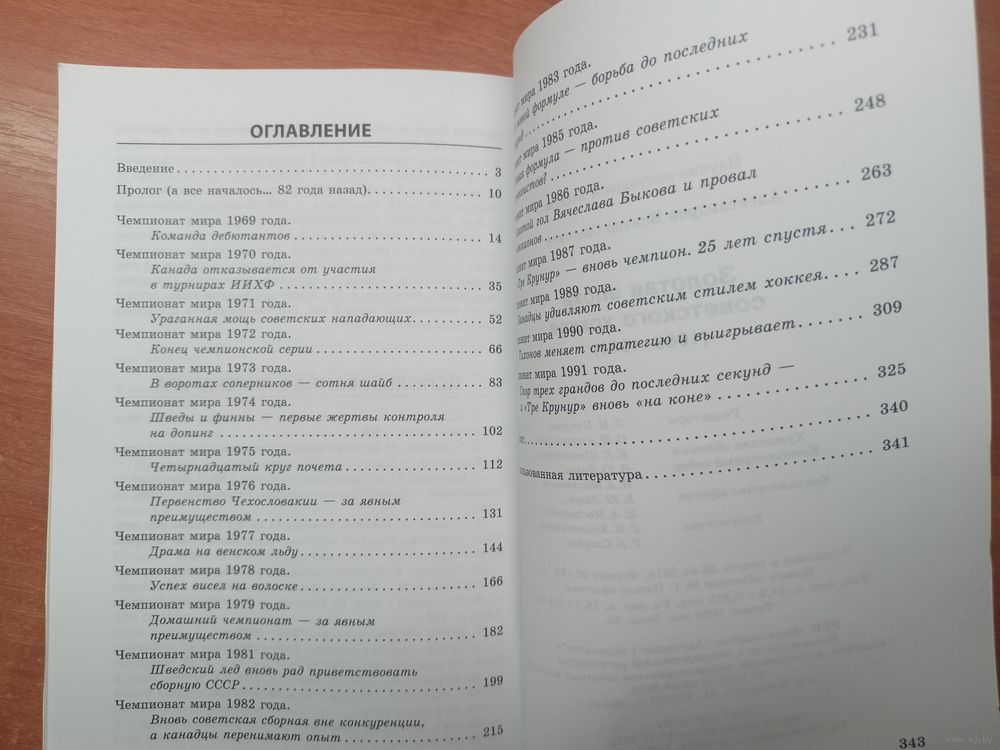 ОГЛАВЛЕНИЕ
Введение 3
Пролог (а все началось... 82 года назад) 10
Чемпионат мира 1969 года.
Команда дебютантов 14
Чемпионат мира 1970 года.
Канада отказывается от участия
в турнирах ИИХФ 35
Чемпионат мира 1971 года.
Ураганная мощь советских нападающих 52
Чемпионат мира 1972 года.
Конец чемпионской серии 66
Чемпионат мира 1973 года.
В воротах соперников — сотня шайб 83
Чемпионат мира 1974 года.
Шведы и финны — первые жертвы контроля
на допинг 102
Чемпионат мира 1975 года.
Четырнадцатый круг почета 112
Чемпионат мира 1976 года.
Первенство Чехословакии — за явным
преимуществом 131
Чемпионат мира 1977 года.
Драма на венском льду 144
Чемпионат мира 1978 года.
Успех висел на волоске 166
Чемпионат мира 1979 года.
Домашний чемпионат — за явным
преимуществом 182
Чемпионат мира 1981 года.
Шведский лед вновь рад приветствовать
сборную СССР 199
Чемпионат мира 1982 года.
Вновь советская сборная вне конкуренции,
а канадцы перенимают опыт 215
мира 1983 года.
формуле — борьба до последних
231
мира 1985 года.
формула — против советских
248
мира 1986 года.
гол Вячеслава Быкова и провал
263
мира 1987 года.
«Тре Крунур» — вновь чемпион. 25 лет спустя 272
мира 1989 года.
Канадцы удивляют советским стилем хоккея 287
мира 1990 года.
Тихонов меняет стратегию и выигрывает 309
мира 1991 года.
Спор трех грандов до последних секунд —
и «Тре Крунур» вновь «на коне» 325
340
литература 341
343
www.ay.by